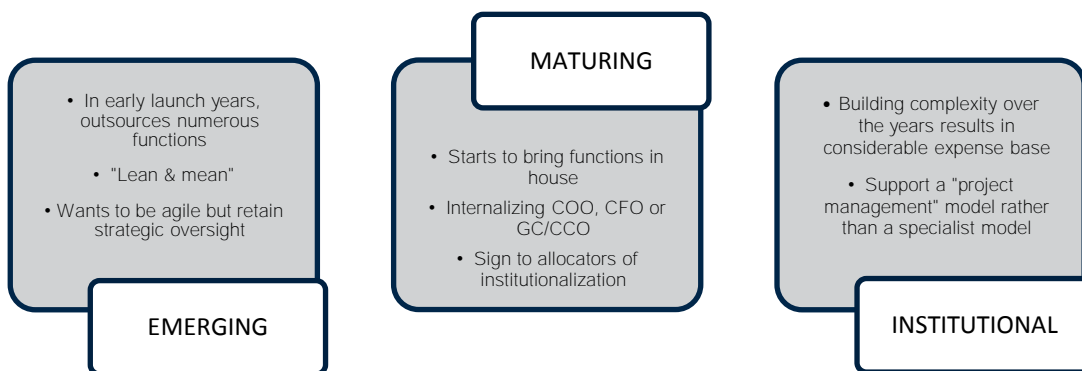 • In early launch years,
outsources numerous
functions
• "Lean & mean"
• Wants to be agile but retain
strategic oversight
EMERGING
MATURING
• Starts to bring functions in
house
• Internalizing COO, CFO or
GC/CCO
• Sign to allocators of
institutionalization
• Building complexity over
the years results in
considerable expense base
• Support a "project
management" model rather
than a specialist model
INSTITUTIONAL